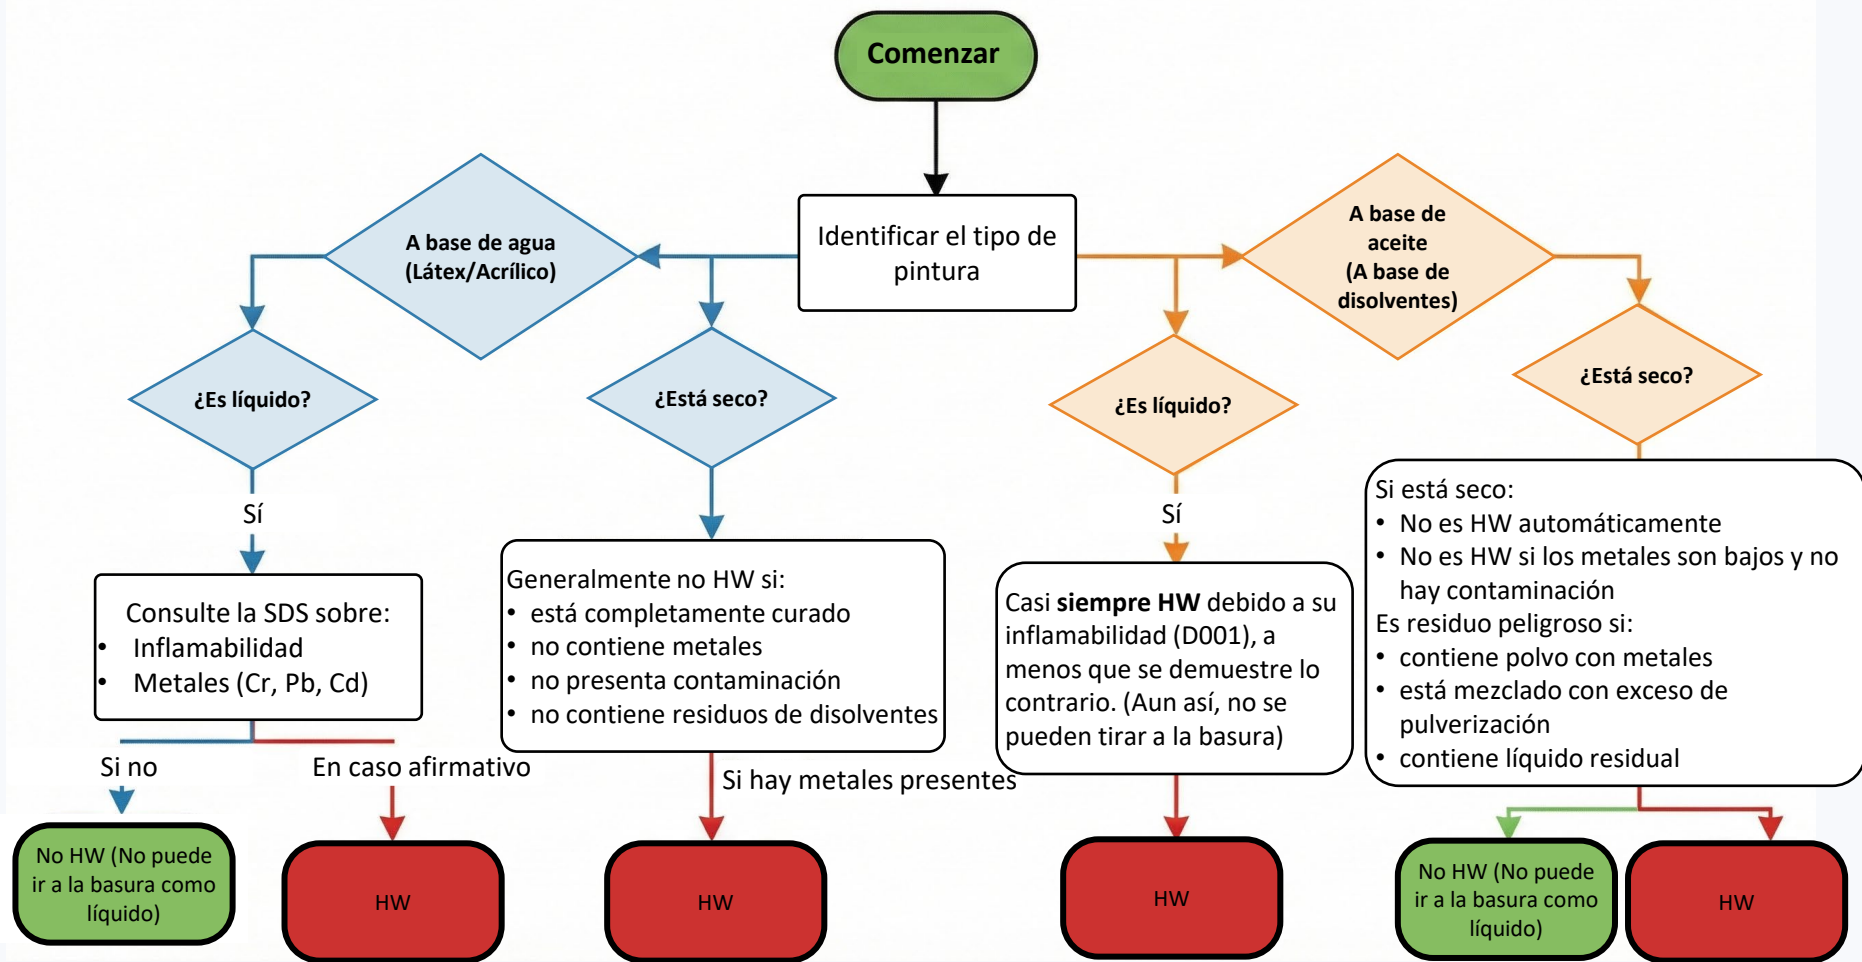 Comenzar
Identificar el tipo de
pintura
A base de agua
(Látex/Acrílico)
A base de
aceite
(A base de
disolventes)
¿Es líquido?
¿Está seco?
¿Es líquido?
¿Está seco?
Sí
Consulte la SDS sobre:
• Inflamabilidad
• Metales (Cr, Pb, Cd)
Si no
En caso afirmativo
No HW (No puede
ir a la basura como
líquido)
HW
Generalmente no HW si:
• está completamente curado
• no contiene metales
• no presenta contaminación
• no contiene residuos de disolventes
Si hay metales presentes
HW
Sí
Casi siempre HW debido a su
inflamabilidad (D001), a
menos que se demuestre lo
contrario. (Aun así, no se
pueden tirar a la basura)
HW
Si está seco:
• No es HW automáticamente
• No es HW si los metales son bajos y no
hay contaminación
Es residuo peligroso si:
• contiene polvo con metales
• está mezclado con exceso de
pulverización
• contiene líquido residual
No HW (No puede
ir a la basura como
líquido)
HW